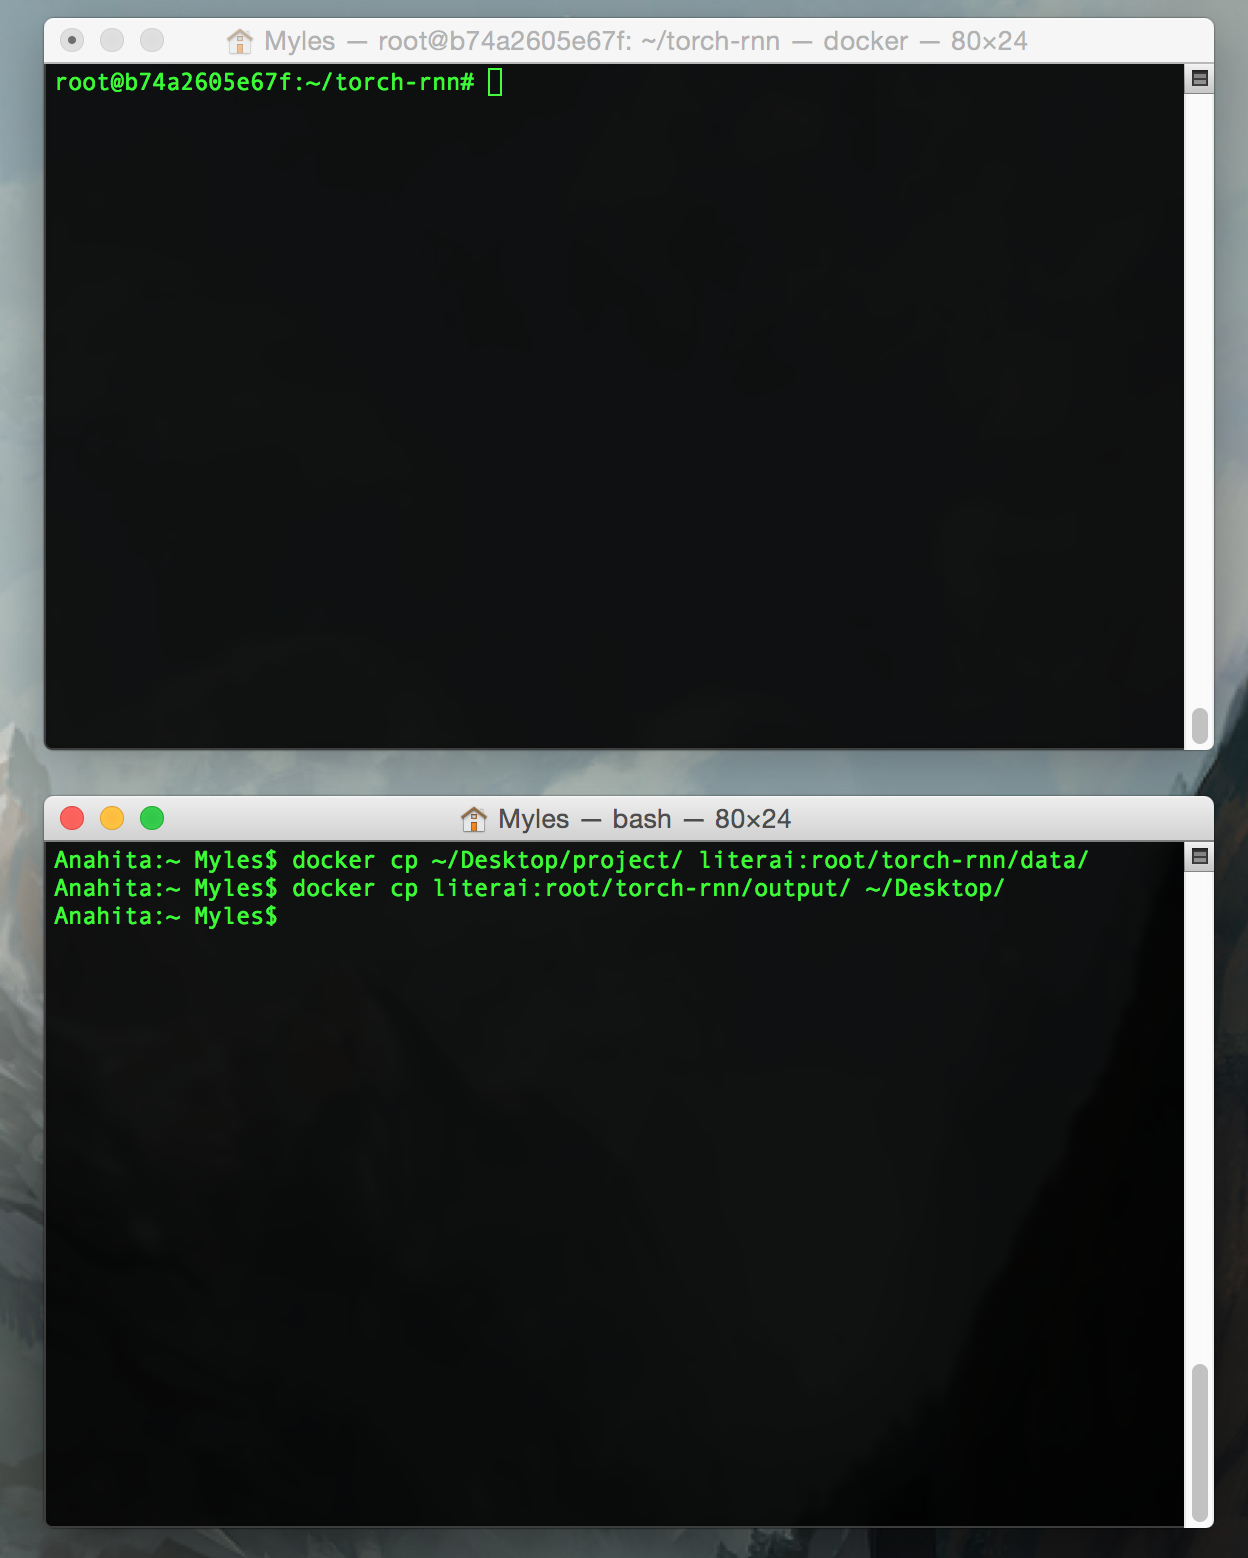 Myles — root@b74a2605e67f: ~/torch-rnn — docker — 80×24
root@b74a2605e67f:~/torch-rnn#
Myles — bash — 80×24
Anahita:~ Myles$ docker cp ~/Desktop/project/ literai:root/torch-rnn/data/
Anahita:~ Myles$ docker cp literai:root/torch-rnn/output/ ~/Desktop/
Anahita:~ Myles$